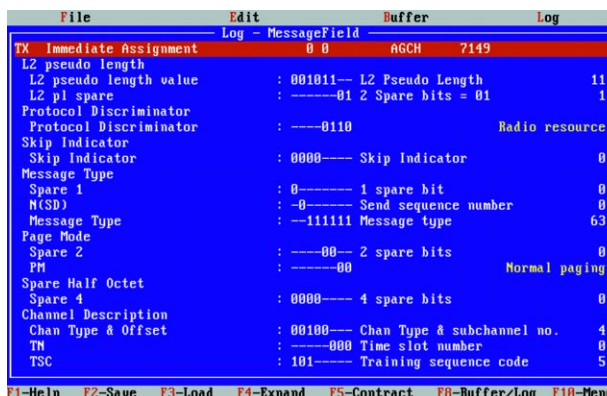 File Edit Buffer Log
Log - MessageField
TX Immediate Assignment 0 0 AGCH 7149
L2 pseudo length
L2 pseudo length value : 001011-- L2 Pseudo Length 11
L2 pl spare : ------01 2 Spare bits = 01 1
Protocol Discriminator
Protocol Discriminator : ----0110 Radio resource
Skip Indicator
Skip Indicator : 0000---- Skip Indicator 0
Message Type
Spare 1 : 0------- 1 spare bit 0
N(SD) : -0------ Send sequence number 0
Message Type : --111111 Message type 63
Page Mode
Spare 2 : ----00-- 2 spare bits 0
PM : ------00 Normal paging
Spare Half Octet
Spare 4 : 0000---- 4 spare bits 0
Channel Description
Chan Type & Offset : 00100--- Chan Type & subchannel no. 4
TN : -----000 Time slot number 0
TSC : 101----- Training sequence code 5
F1-Help F2-Save F3-Load F4-Expand F5-Contract F8-Buffer/Log F10-Men